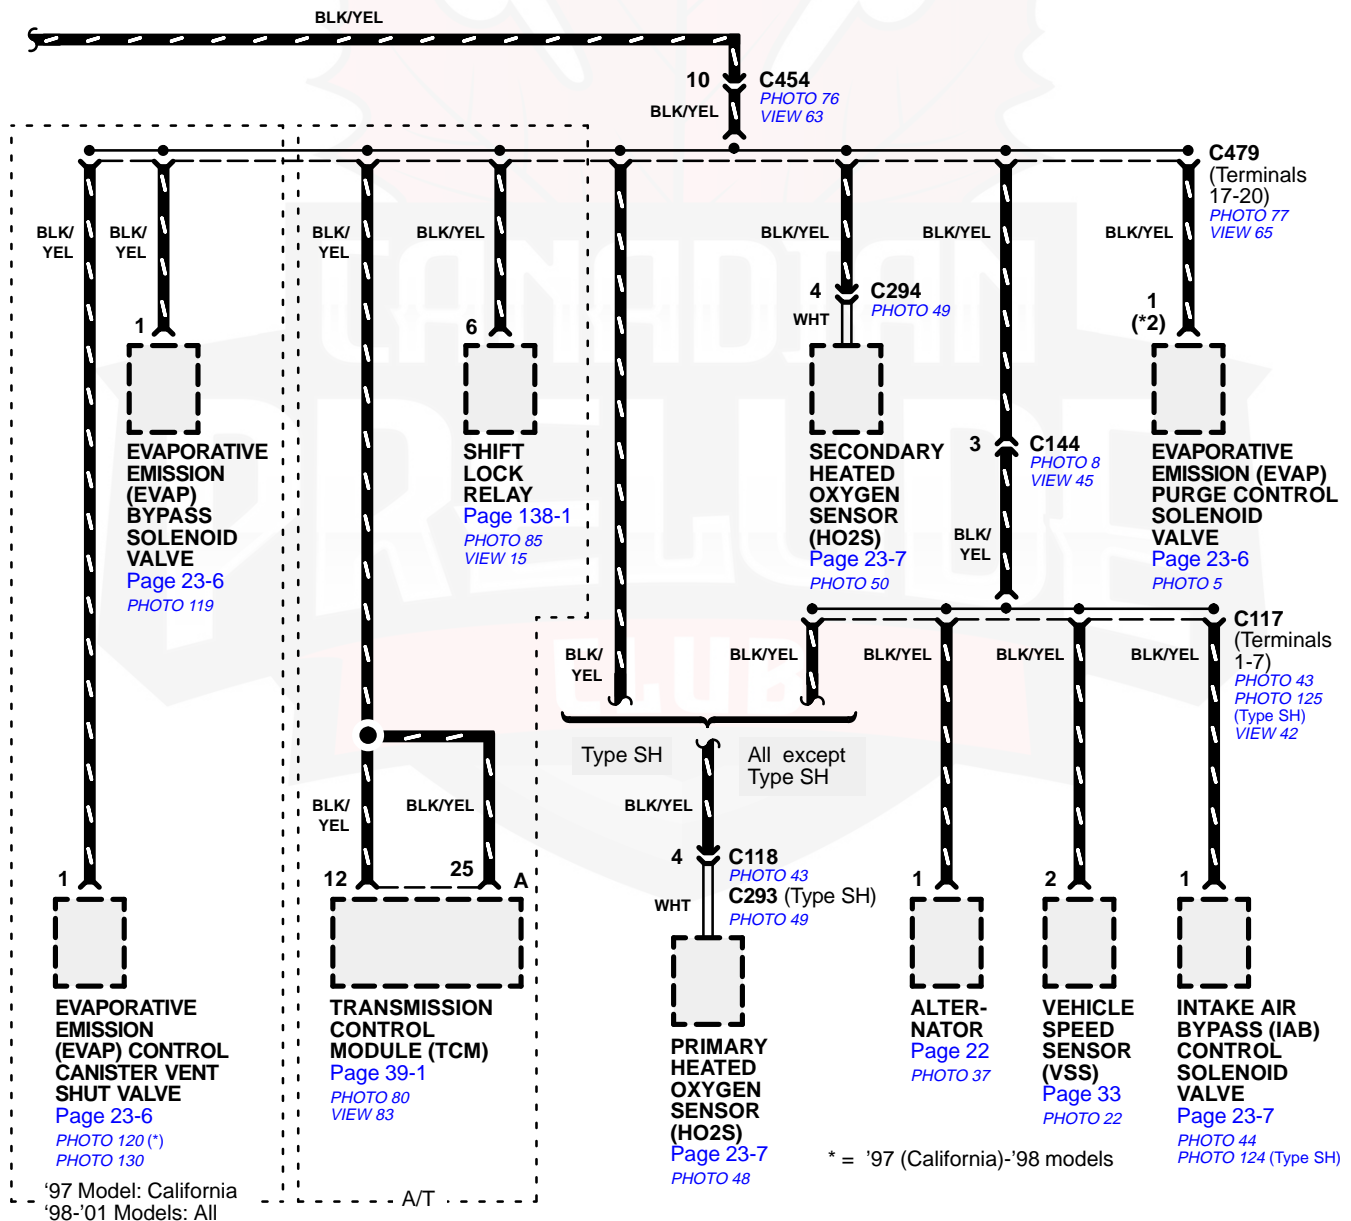 BLK/YEL
10
C454
PHOTO 76
VIEW 63
BLK/YEL
C479
(Terminals
17-20)
PHOTO 77
VIEW 65
BLK/
YEL
BLK/
YEL
BLK/
YEL
BLK/YEL
BLK/YEL
BLK/YEL
BLK/YEL
CANADIAN
PRELUDE
CLUB
1
6
4
C294
PHOTO 49
WHT
1
(*2)
EVAPORATIVE
EMISSION
(EVAP)
BYPASS
SOLENOID
VALVE
Page 23-6
PHOTO 119
SHIFT
LOCK
RELAY
Page 138-1
PHOTO 85
VIEW 15
SECONDARY
HEATED
OXYGEN
SENSOR
(HO2S)
Page 23-7
PHOTO 50
3
C144
PHOTO 8
VIEW 45
BLK/
YEL
EVAPORATIVE
EMISSION (EVAP)
PURGE CONTROL
SOLENOID
VALVE
Page 23-6
PHOTO 5
C117
(Terminals
1-7)
PHOTO 43
PHOTO 125
(Type SH)
VIEW 42
BLK/
YEL
BLK/YEL
BLK/YEL
BLK/YEL
BLK/YEL
Type SH
All except
Type SH
BLK/
YEL
BLK/YEL
BLK/YEL
1
12
25
A
4
C118
PHOTO 43
C293 (Type SH)
PHOTO 49
WHT
1
2
1
EVAPORATIVE
EMISSION
(EVAP) CONTROL
CANISTER VENT
SHUT VALVE
Page 23-6
PHOTO 120 (*)
PHOTO 130
TRANSMISSION
CONTROL
MODULE (TCM)
Page 39-1
PHOTO 80
VIEW 83
PRIMARY
HEATED
OXYGEN
SENSOR
(HO2S)
Page 23-7
PHOTO 48
ALTER-
NATOR
Page 22
PHOTO 37
VEHICLE
SPEED
SENSOR
(VSS)
Page 33
PHOTO 22
INTAKE AIR
BYPASS (IAB)
CONTROL
SOLENOID
VALVE
Page 23-7
PHOTO 44
PHOTO 124 (Type SH)
* = ’97 (California)-’98 models
‘97 Model: California
‘98-’01 Models: All
A/T